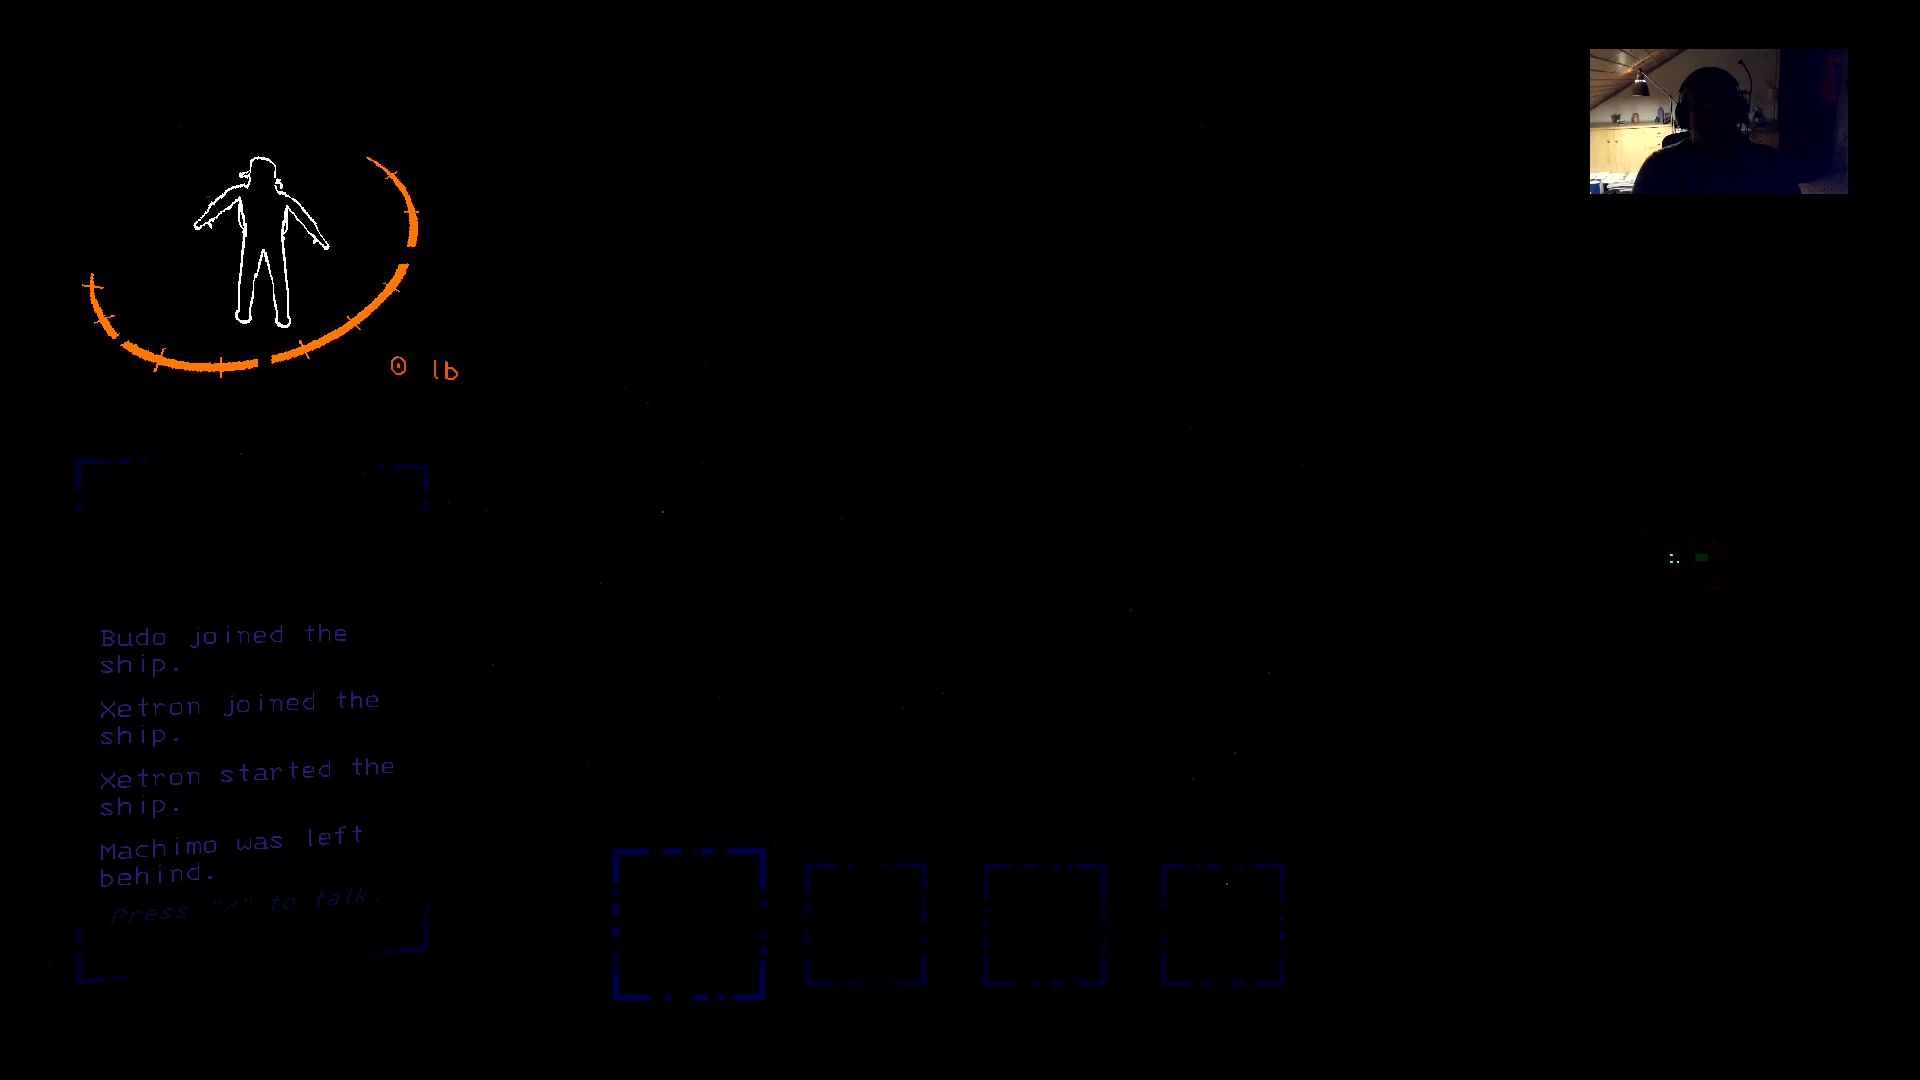 0 lb
Budo joined the
ship.
Xetron joined the
ship.
Xetron started the
ship.
Machimo was left
behind.
Press "/" to talk.